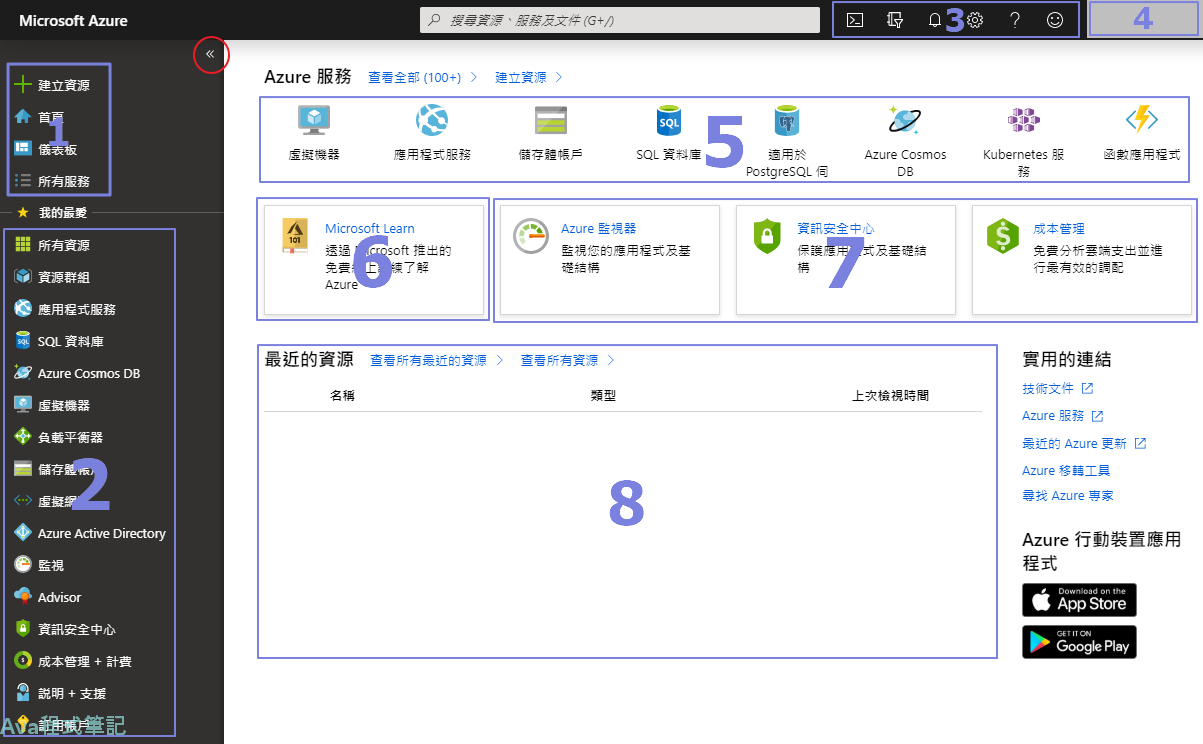 Microsoft Azure
搜尋資源、服務及文件 (G+/)
3
4
«
建立資源
首頁
1
儀表板
所有服務
我的最愛
所有資源
資源群組
應用程式服務
SQL 資料庫
Azure Cosmos DB
虛擬機器
負載平衡器
儲存體帳戶
2
虛擬網
Azure Active Directory
監視
Advisor
資訊安全中心
成本管理 + 計費
說明 + 支援
訂用帳戶
Ava程式筆記
Azure 服務 查看全部 (100+) 建立資源
虛擬機器
應用程式服務
儲存體帳戶
SQL
SQL 資料庫
5
適用於
PostgreSQL 伺
Azure Cosmos
DB
Kubernetes 服
務
函數應用程式
101
Microsoft Learn
透過 Microsoft 推出的
免費線上訓練了解
Azure
6
Azure 監視器
監視您的應用程式及基
礎結構
資訊安全中心
保護應用程式及基礎結
構
7
成本管理
免費分析雲端支出並進
行最有效的調配
最近的資源 查看所有最近的資源 查看所有資源
名稱 類型 上次檢視時間
8
實用的連結
技術文件
Azure 服務
最近的 Azure 更新
Azure 移轉工具
尋找 Azure 專家
Azure 行動裝置應用
程式
Download on the
App Store
GET IT ON
Google Play